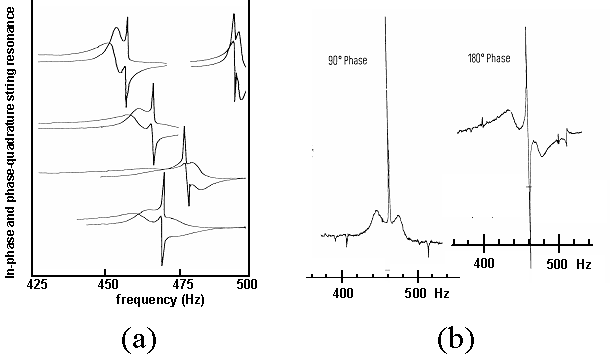 In-phase and phase-quadrature string resonance
425 450 475 500
frequency (Hz)
(a)
90° Phase
400 500 Hz
180° Phase
400 500 Hz
(b)